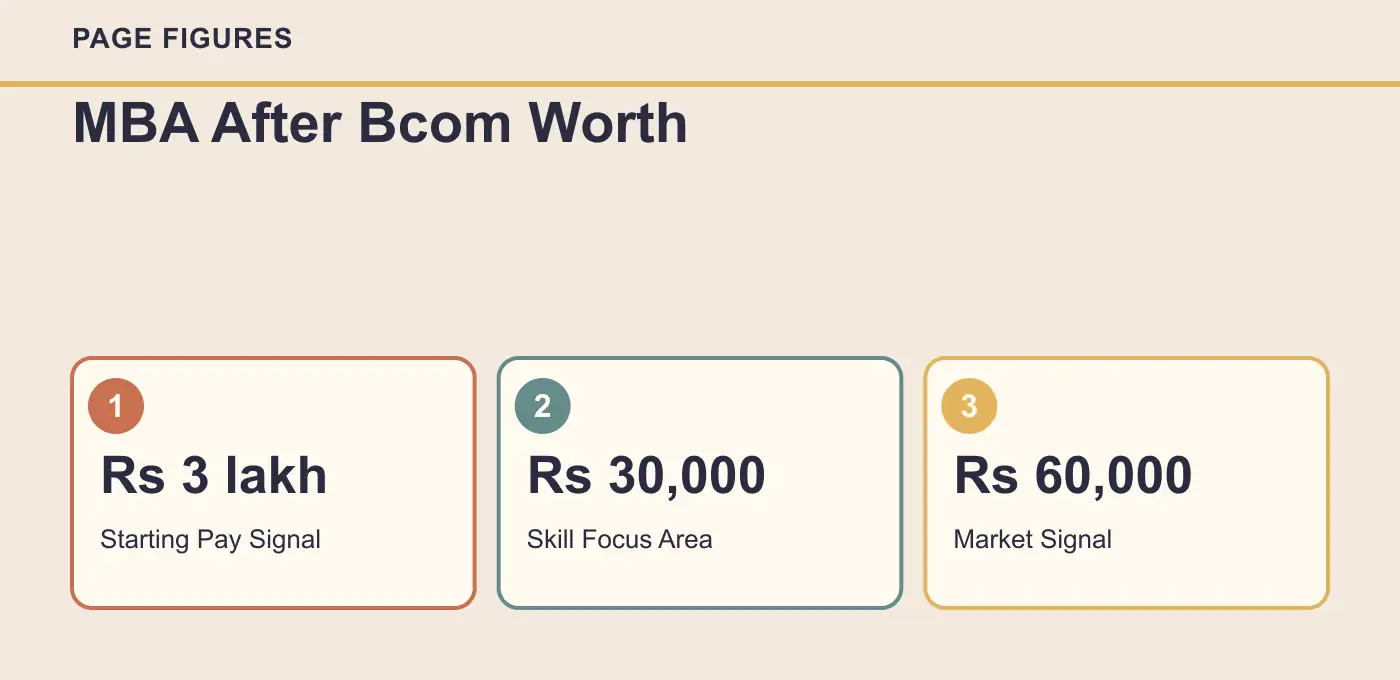 PAGE FIGURES
MBA After Bcom Worth
1
Rs 3 lakh
Starting Pay Signal
2
Rs 30,000
Skill Focus Area
3
Rs 60,000
Market Signal